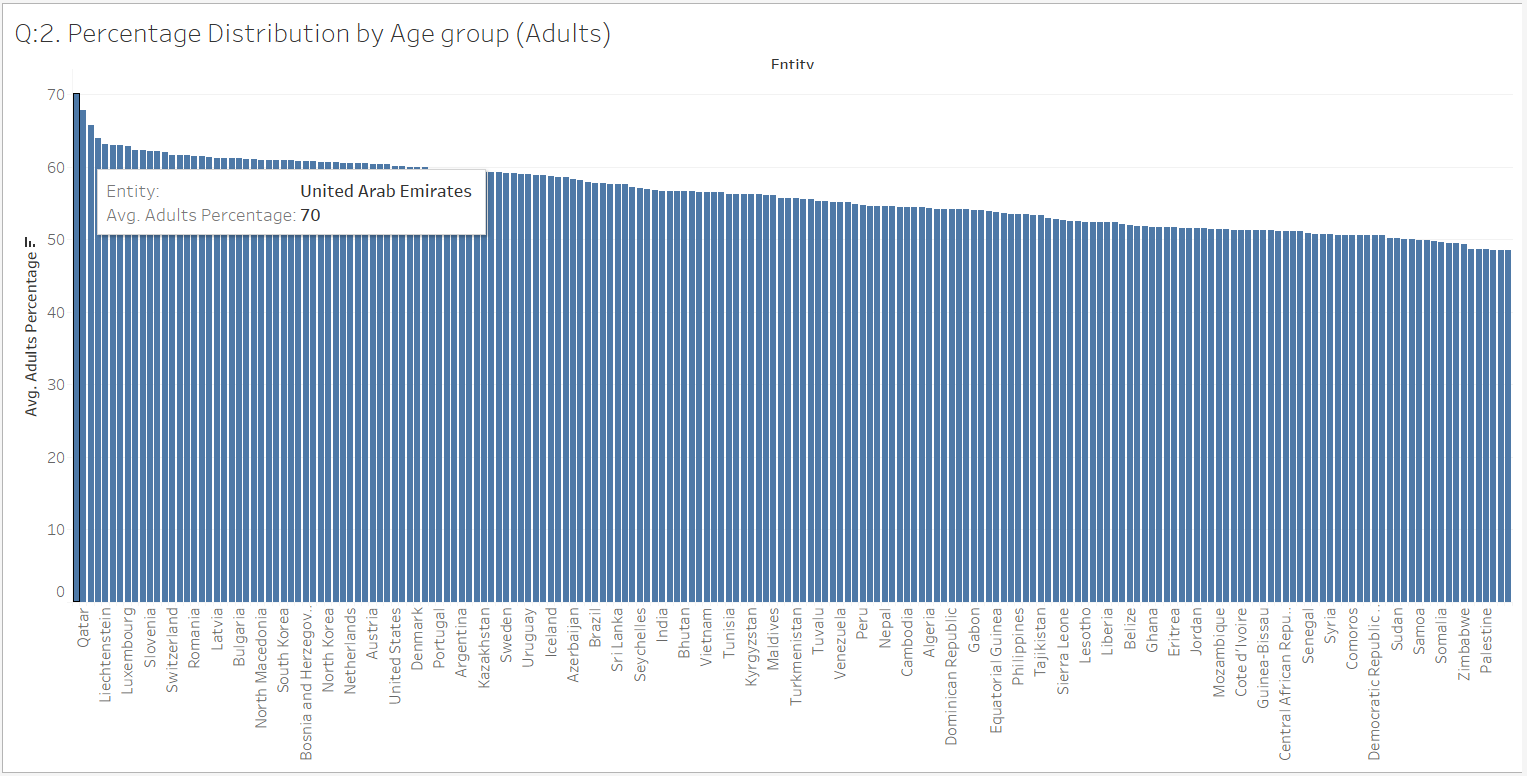 Q:2. Percentage Distribution by Age group (Adults)
Entity
70
60
50
40
30
20
10
0
Avg. Adults Percentage
Entity: United Arab Emirates
Avg. Adults Percentage: 70
Qatar
Liechtenstein
Luxembourg
Slovenia
Switzerland
Romania
Latvia
Bulgaria
North Macedonia
South Korea
Bosnia and Herzegov..
North Korea
Netherlands
Austria
United States
Denmark
Portugal
Argentina
Kazakhstan
Sweden
Uruguay
Iceland
Azerbaijan
Brazil
Sri Lanka
Seychelles
India
Bhutan
Vietnam
Tunisia
Kyrgyzstan
Maldives
Turkmenistan
Tuvalu
Venezuela
Peru
Nepal
Cambodia
Algeria
Dominican Republic
Gabon
Equatorial Guinea
Philippines
Tajikistan
Sierra Leone
Lesotho
Liberia
Belize
Ghana
Eritrea
Jordan
Mozambique
Cote d'Ivoire
Guinea-Bissau
Central African Repu..
Senegal
Syria
Comoros
Democratic Republic ..
Sudan
Samoa
Somalia
Zimbabwe
Palestine